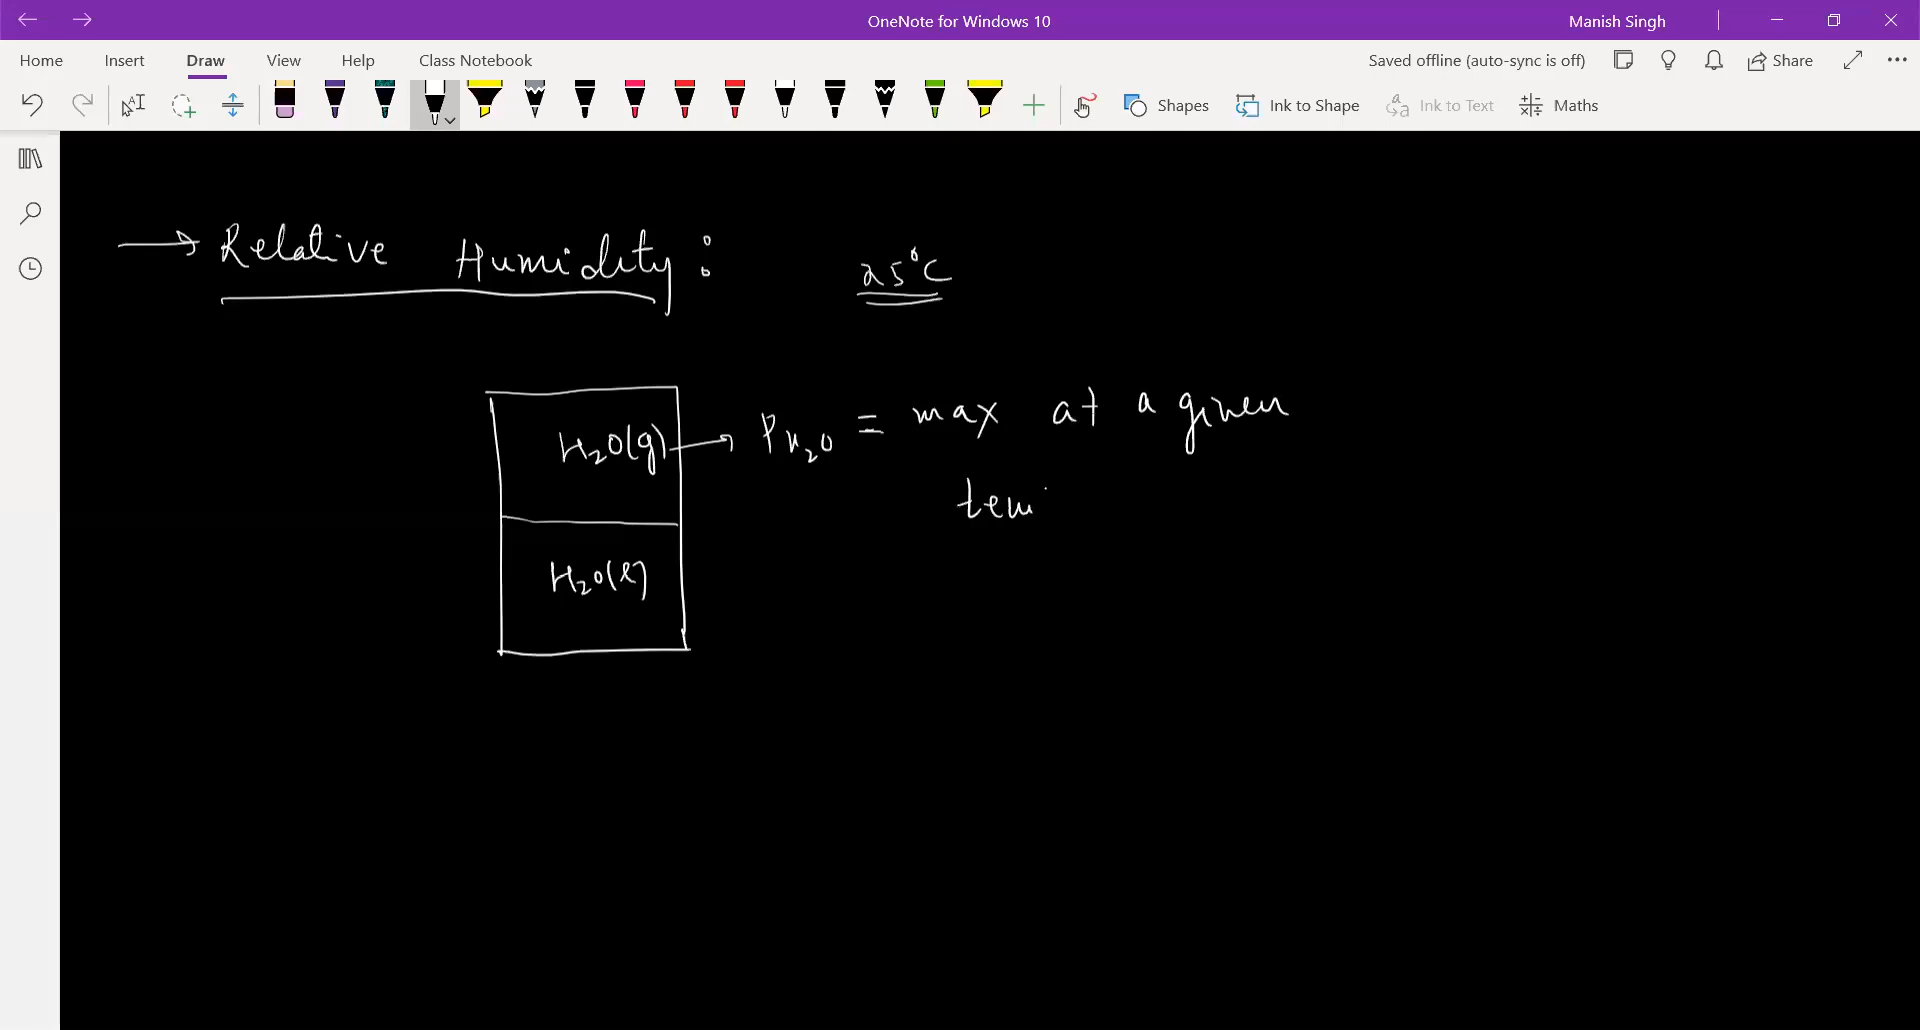 OneNote for Windows 10
Manish Singh
Home Insert Draw View Help Class Notebook
Saved offline (auto-sync is off) Share
Shapes Ink to Shape Ink to Text Maths
→ Relative Humidity : 25°C
H₂O(g) → P_H₂O = max at a given
tem
H₂O(l)